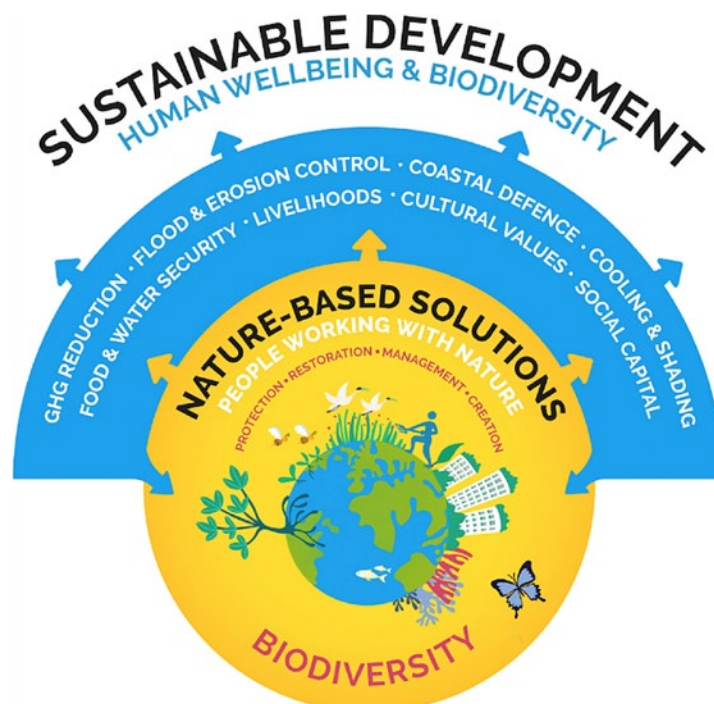 SUSTAINABLE DEVELOPMENT
HUMAN WELLBEING & BIODIVERSITY
GHG REDUCTION · FLOOD & EROSION CONTROL · COASTAL DEFENCE · COOLING & SHADING
FOOD & WATER SECURITY · LIVELIHOODS · CULTURAL VALUES · SOCIAL CAPITAL
NATURE-BASED SOLUTIONS
PEOPLE WORKING WITH NATURE
PROTECTION • RESTORATION • MANAGEMENT • CREATION
BIODIVERSITY